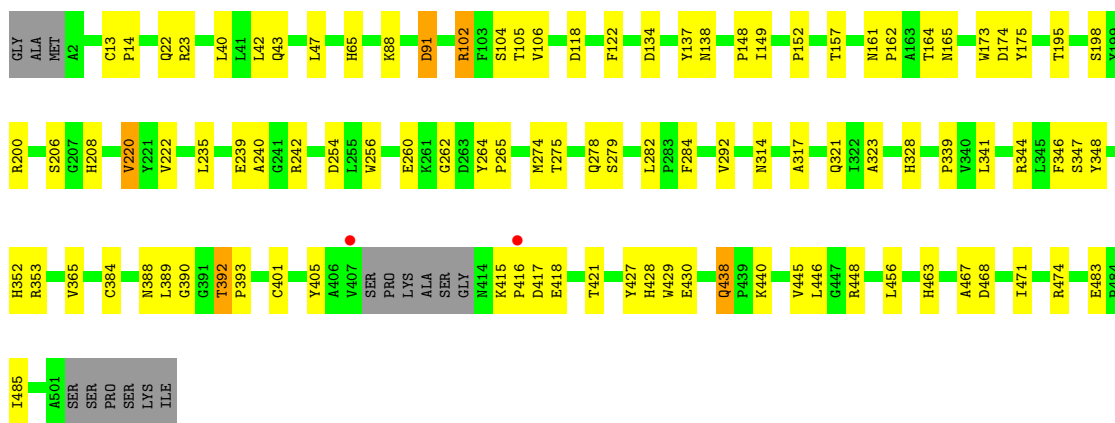 GLY ALA MET A2 C13 P14 Q22 R23 L40 L41 L42 Q43 L47 H65 K88 D91 R102 F103 S104 T105 V106 D118 F122 D134 Y137 N138 P148 I149 P152 T157 N161 P162 A163 T164 N165 W173 D174 Y175 T195 S198 Y199
R200 S206 G207 H208 V220 Y221 V222 L235 E239 A240 G241 R242 D254 L255 W256 E260 K261 G262 D263 Y264 P265 M274 T275 Q278 S279 L282 P283 F284 V292 N314 A317 Q321 I322 A323 H328 P339 V340 L341 R344 L345 F346 S347 Y348
H352 R353 V365 C384 N388 L389 G390 G391 T392 P393 C401 Y405 A406 V407 SER PRO LYS ALA SER GLY N414 K415 P416 D417 E418 T421 Y427 H428 W429 E430 Q438 P439 K440 V445 L446 G447 R448 L456 H463 A467 D468 I471 R474 E483
I485 A501 SER SER PRO SER LYS ILE